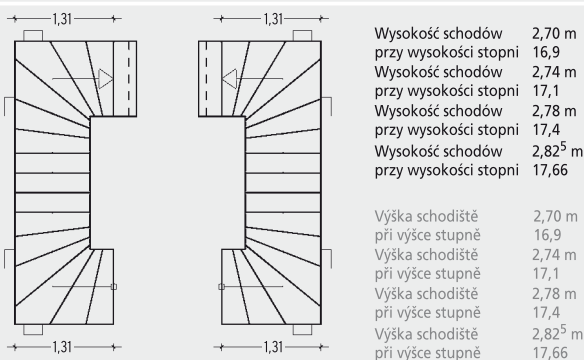 1,31
1,31
1,31
1,31
Wysokość schodów 2,70 m
przy wysokości stopni 16,9
Wysokość schodów 2,74 m
przy wysokości stopni 17,1
Wysokość schodów 2,78 m
przy wysokości stopni 17,4
Wysokość schodów 2,82⁵ m
przy wysokości stopni 17,66
Výška schodiště 2,70 m
při výšce stupně 16,9
Výška schodiště 2,74 m
při výšce stupně 17,1
Výška schodiště 2,78 m
při výšce stupně 17,4
Výška schodiště 2,82⁵ m
při výšce stupně 17,66